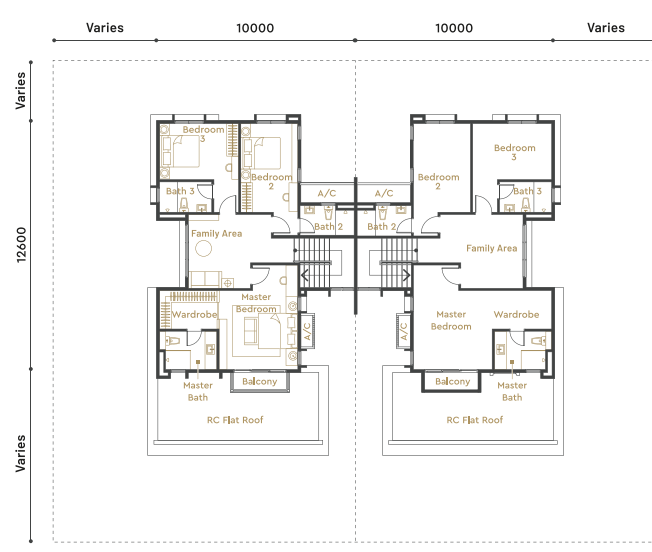 Varies
10000
10000
Varies
Varies
12600
Varies
Bedroom
3
Bedroom
2
Bath 3
A/C
Bath 2
Family Area
Master
Bedroom
Wardrobe
A/C
Balcony
Master
Bath
RC Flat Roof
Bedroom
2
Bedroom
3
A/C
Bath 3
Bath 2
Family Area
Master
Bedroom
Wardrobe
A/C
Balcony
Master
Bath
RC Flat Roof